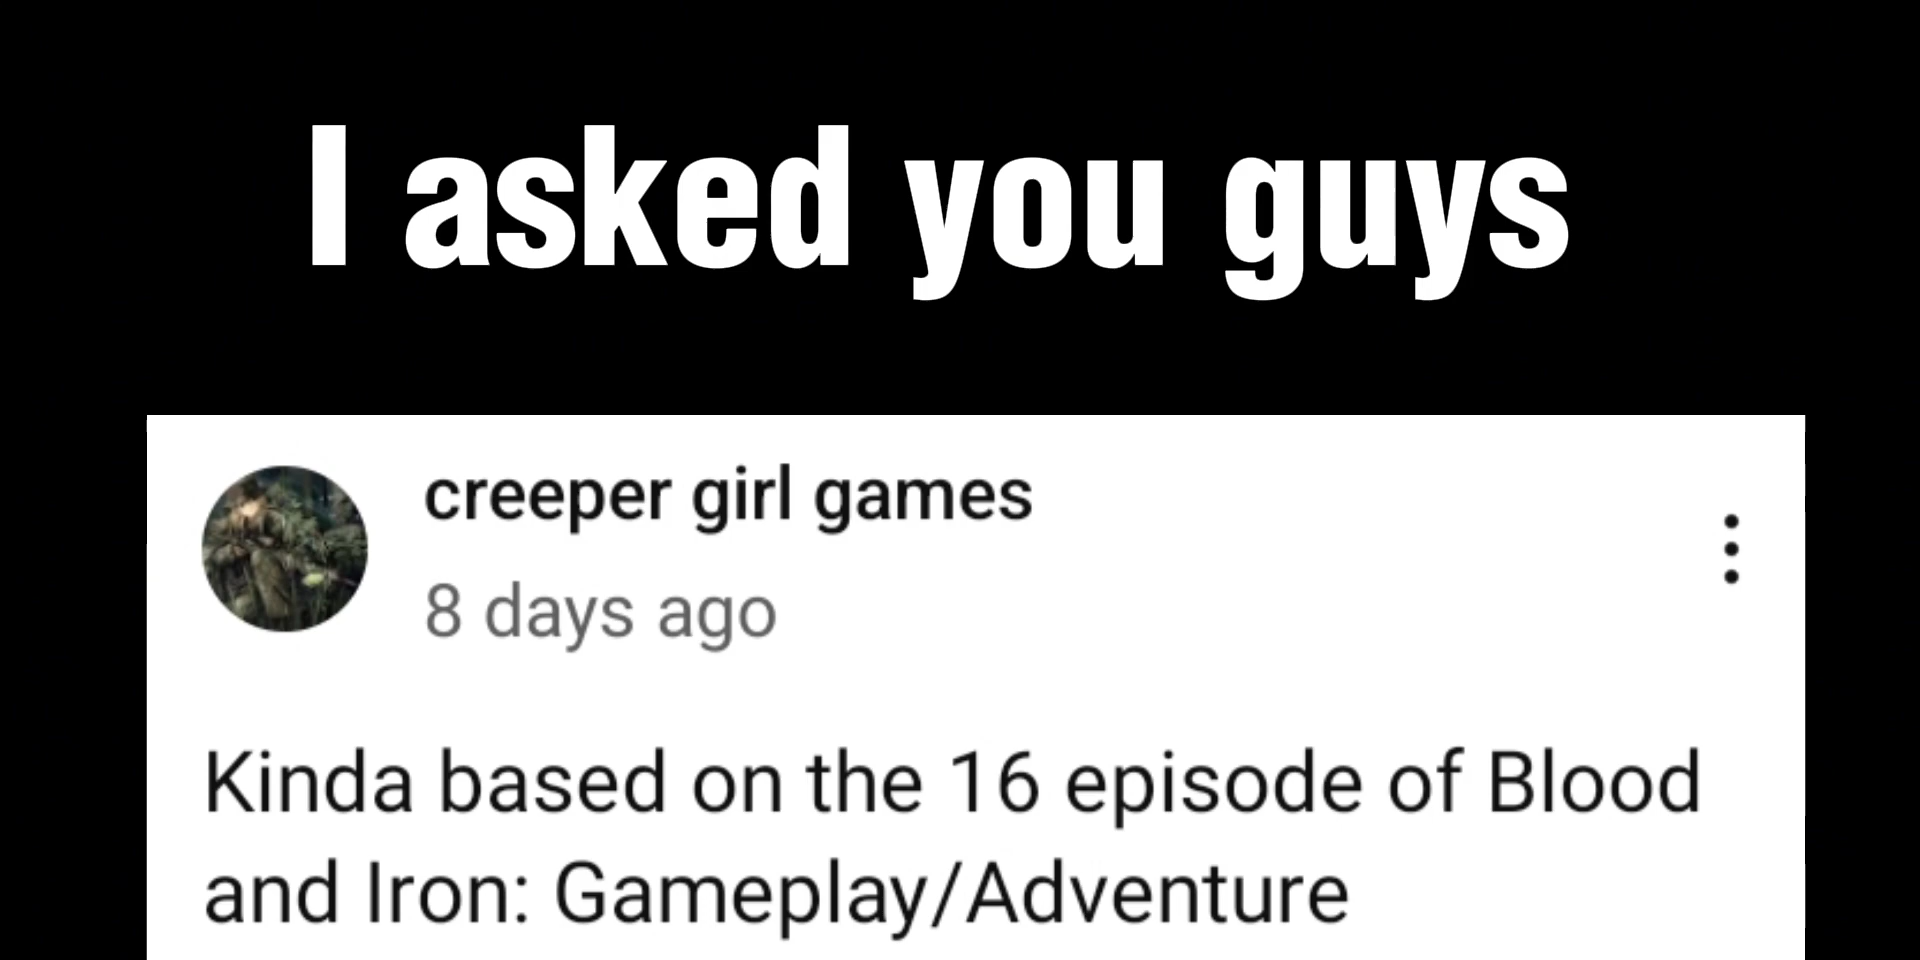 I asked you guys
creeper girl games
8 days ago
Kinda based on the 16 episode of Blood
and Iron: Gameplay/Adventure